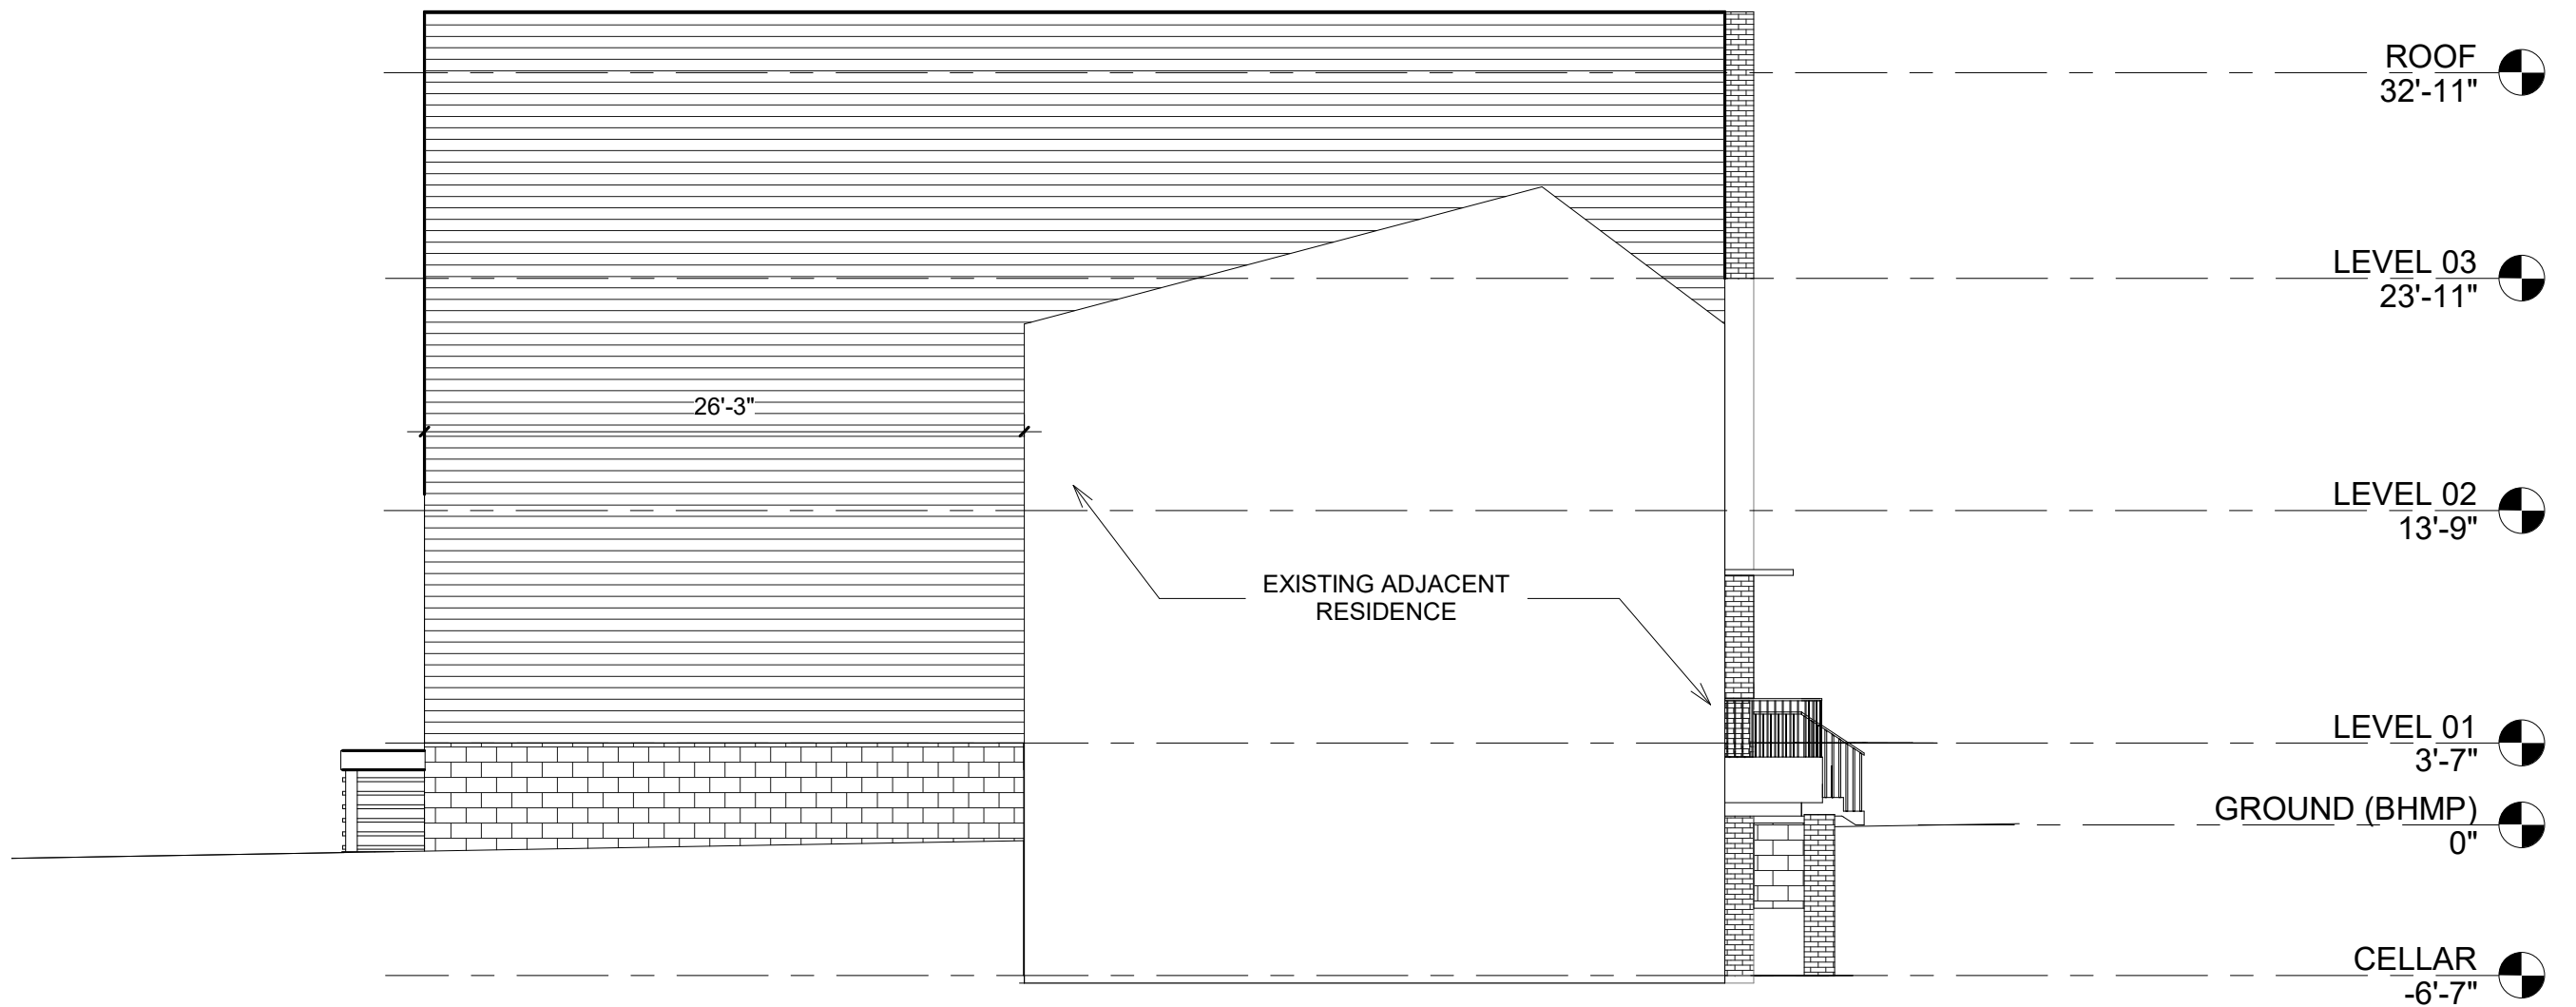 ROOF
32'-11"
LEVEL 03
23'-11"
26'-3"
LEVEL 02
13'-9"
EXISTING ADJACENT
RESIDENCE
LEVEL 01
3'-7"
GROUND (BHMP)
0"
CELLAR
-6'-7"